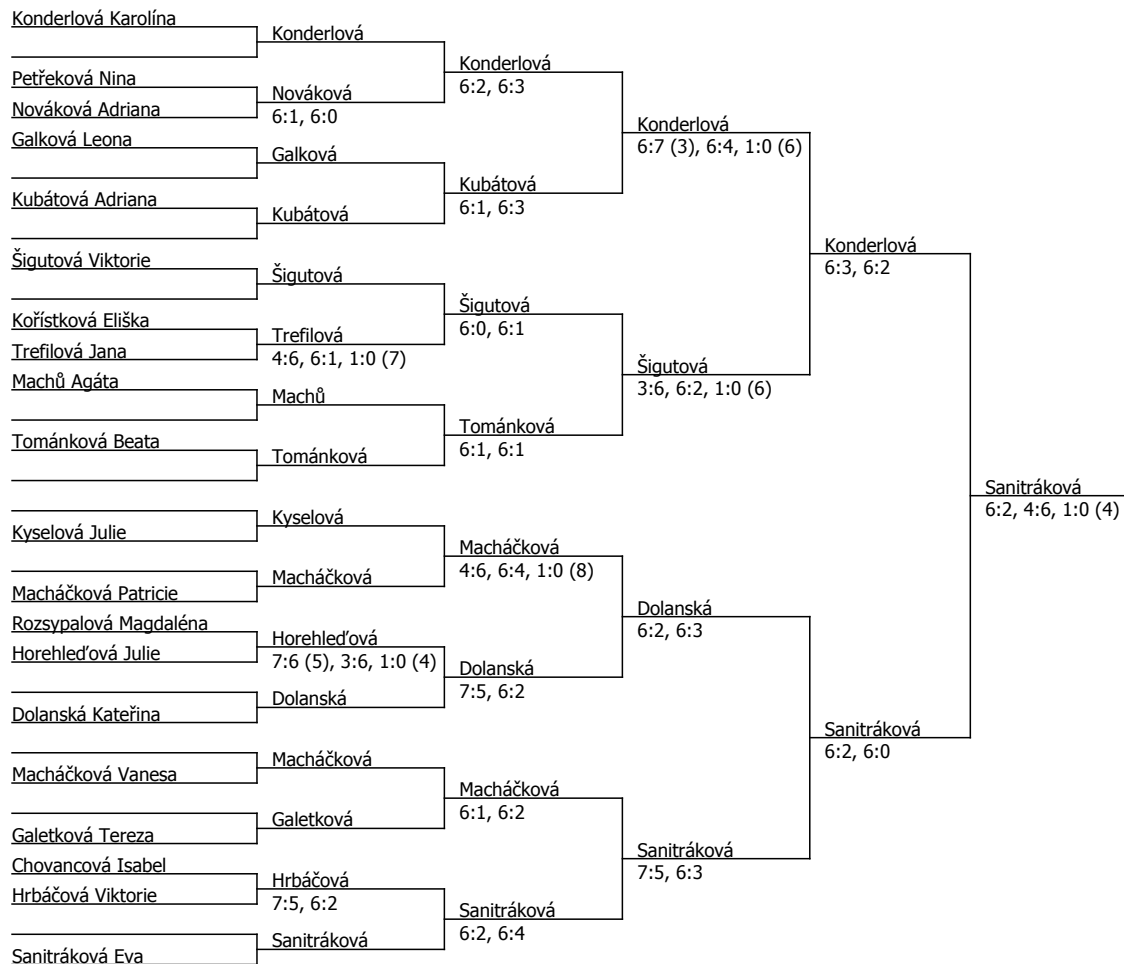 Konderlová Karolína
Petřeková Nina
Nováková Adriana
Galková Leona
Kubátová Adriana
Šigutová Viktorie
Kořístková Eliška
Trefilová Jana
Machů Agáta
Tománková Beata
Kyselová Julie
Macháčková Patricie
Rozsypalová Magdaléna
Horehleďová Julie
Dolanská Kateřina
Macháčková Vanesa
Galetková Tereza
Chovancová Isabel
Hrbáčová Viktorie
Sanitráková Eva
Konderlová
Nováková
6:1, 6:0
Galková
Kubátová
Šigutová
Trefilová
4:6, 6:1, 1:0 (7)
Machů
Tománková
Kyselová
Macháčková
Horehleďová
7:6 (5), 3:6, 1:0 (4)
Dolanská
Macháčková
Galetková
Hrbáčová
7:5, 6:2
Sanitráková
Konderlová
6:2, 6:3
Kubátová
6:1, 6:3
Šigutová
6:0, 6:1
Tománková
6:1, 6:1
Macháčková
4:6, 6:4, 1:0 (8)
Dolanská
7:5, 6:2
Macháčková
6:1, 6:2
Sanitráková
6:2, 6:4
Konderlová
6:7 (3), 6:4, 1:0 (6)
Šigutová
3:6, 6:2, 1:0 (6)
Dolanská
6:2, 6:3
Sanitráková
7:5, 6:3
Konderlová
6:3, 6:2
Sanitráková
6:2, 6:0
Sanitráková
6:2, 4:6, 1:0 (4)